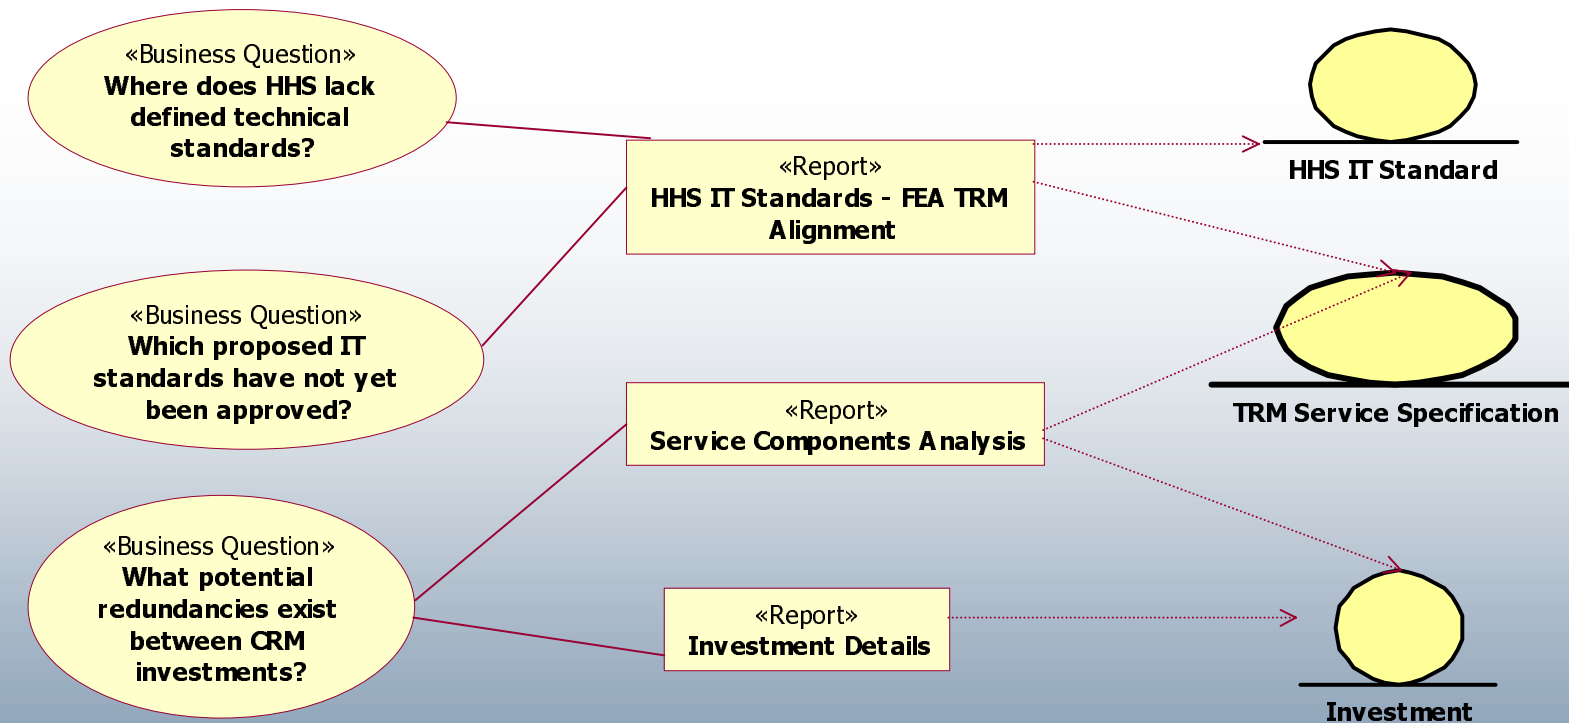 «Business Question»
Where does HHS lack
defined technical
standards?
«Report»
HHS IT Standards - FEA TRM
Alignment
HHS IT Standard
«Business Question»
Which proposed IT
standards have not yet
been approved?
«Report»
Service Components Analysis
TRM Service Specification
«Business Question»
What potential
redundancies exist
between CRM
investments?
«Report»
Investment Details
Investment